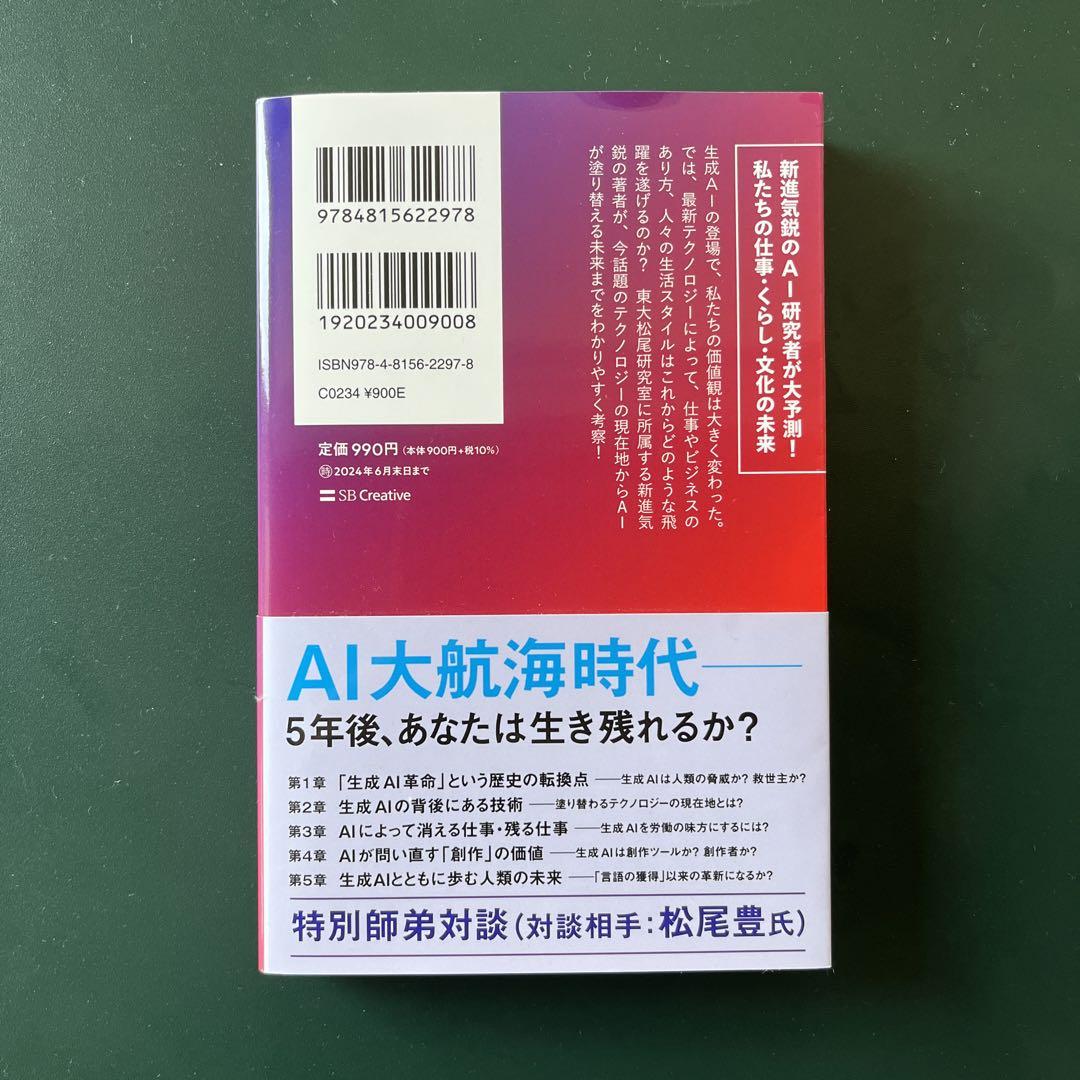 9784815622978
1920234009008
ISBN978-4-8156-2297-8
C0234 ¥900E
定価990円(本体900円+税10%)
時2024年6月末日まで
SB Creative
新進気鋭のAI研究者が大予測!
私たちの仕事・くらし・文化の未来
生成AIの登場で、私たちの価値観は大きく変わった。
では、最新テクノロジーによって、仕事やビジネスの
あり方、人々の生活スタイルはこれからどのような飛
躍を遂げるのか? 東大松尾研究室に所属する新進気
鋭の著者が、今話題のテクノロジーの現在地からAI
が塗り替える未来までをわかりやすく考察!
AI大航海時代――
5年後、あなたは生き残れるか?
第1章 「生成AI革命」という歴史の転換点 ――生成AIは人類の脅威か? 救世主か?
第2章 生成AIの背後にある技術 ――塗り替わるテクノロジーの現在地とは?
第3章 AIによって消える仕事・残る仕事 ――生成AIを労働の味方にするには?
第4章 AIが問い直す「創作」の価値 ――生成AIは創作ツールか? 創作者か?
第5章 生成AIとともに歩む人類の未来 ――「言語の獲得」以来の革新になるか?
特別師弟対談(対談相手:松尾豊氏)